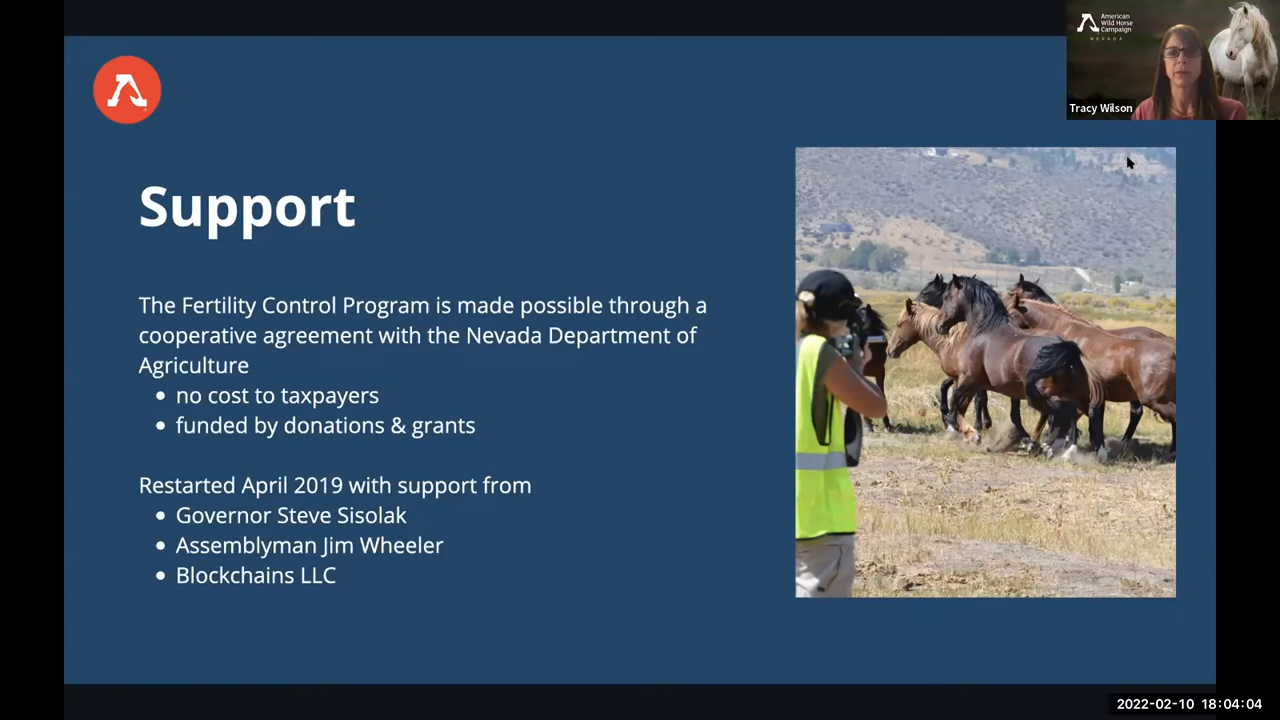 American
Wild Horse
Campaign
NEVADA
Tracy Wilson
Support
The Fertility Control Program is made possible through a
cooperative agreement with the Nevada Department of
Agriculture
• no cost to taxpayers
• funded by donations & grants
Restarted April 2019 with support from
• Governor Steve Sisolak
• Assemblyman Jim Wheeler
• Blockchains LLC
2022-02-10 18:04:04